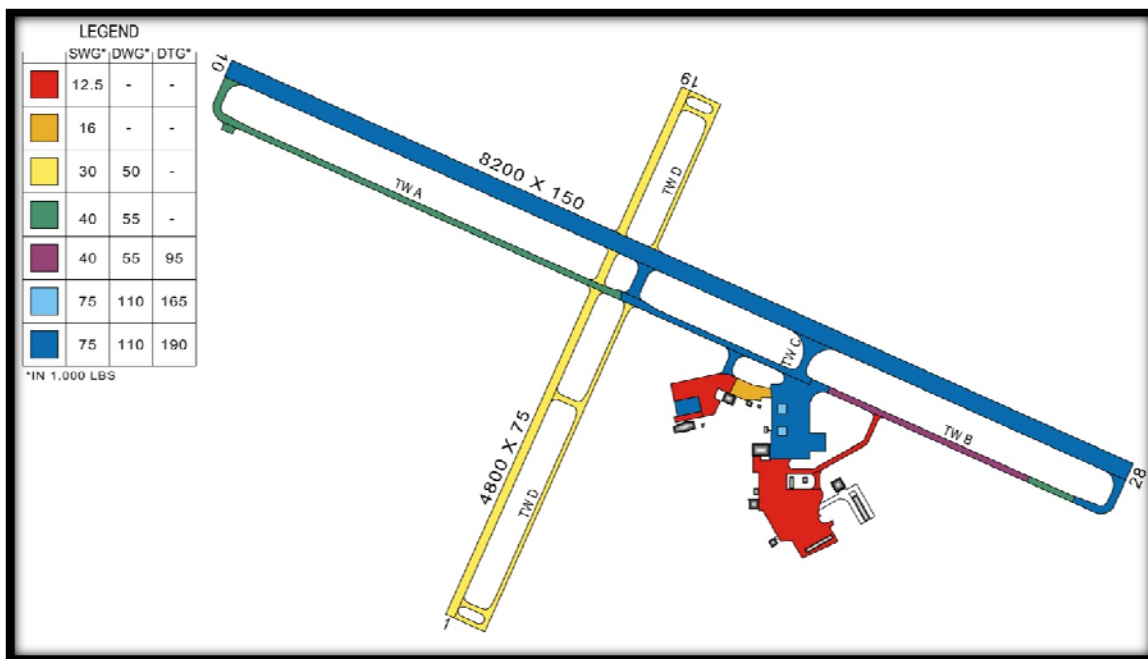 LEGEND
SWG* DWG* DTG*
12.5 - -
16 - -
30 50 -
40 55 -
40 55 95
75 110 165
75 110 190
*IN 1,000 LBS
10
19
8200 X 150
TW A
TW D
TW C
TW B
28
4800 X 75
TW D
1